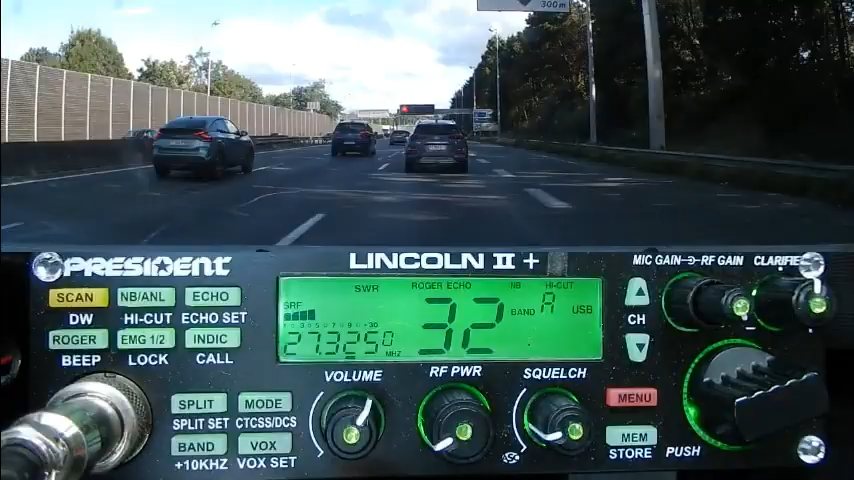 300 m
PRESIDENT
LINCOLN II +
MIC GAIN RF GAIN CLARIFIE
SCAN NB/ANL ECHO
DW HI-CUT ECHO SET
ROGER EMG 1/2 INDIC
BEEP LOCK CALL
SWR ROGER ECHO NB HI-CUT
SRF
32 BAND A USB
27.3250 MHZ
CH
VOLUME RF PWR SQUELCH
SPLIT MODE
SPLIT SET CTCSS/DCS
BAND VOX
+10KHz VOX SET
ASC
MENU
MEM
STORE PUSH